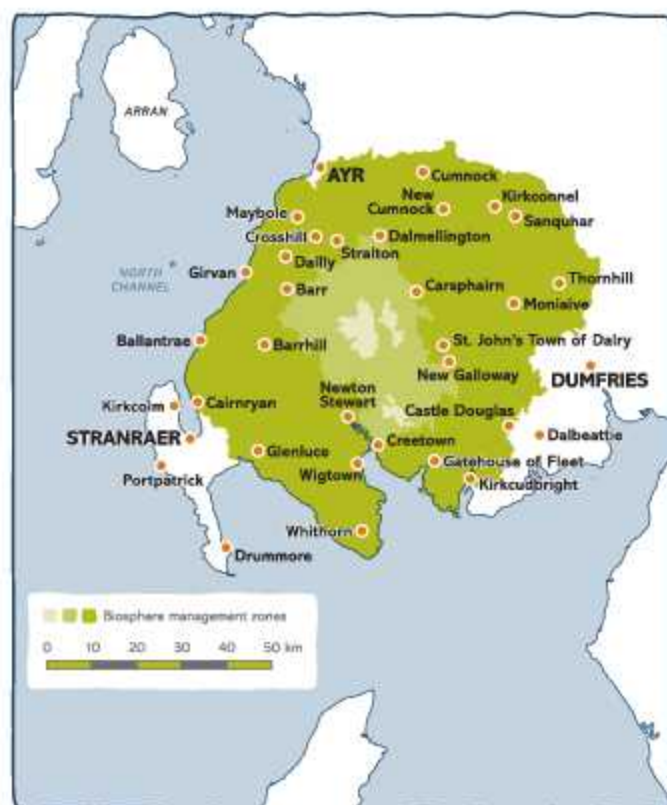 ARRAN
AYR
Cumnock
New
Cumnock
Kirkconnel
Sanquhar
Maybole
Crosshill
Straiton
Dalmellington
Dailly
NORTH
CHANNEL
Girvan
Barr
Carsphairn
Thornhill
Moniaive
Ballantrae
Barrhill
St. John's Town of Dalry
New Galloway
DUMFRIES
Newton
Stewart
Kirkcolm
Cairnryan
Castle Douglas
STRANRAER
Dalbeattie
Creetown
Glenluce
Gatehouse of Fleet
Wigtown
Portpatrick
Kirkcudbright
Whithorn
Drummore
Biosphere management zones
0 10 20 30 40 50 km